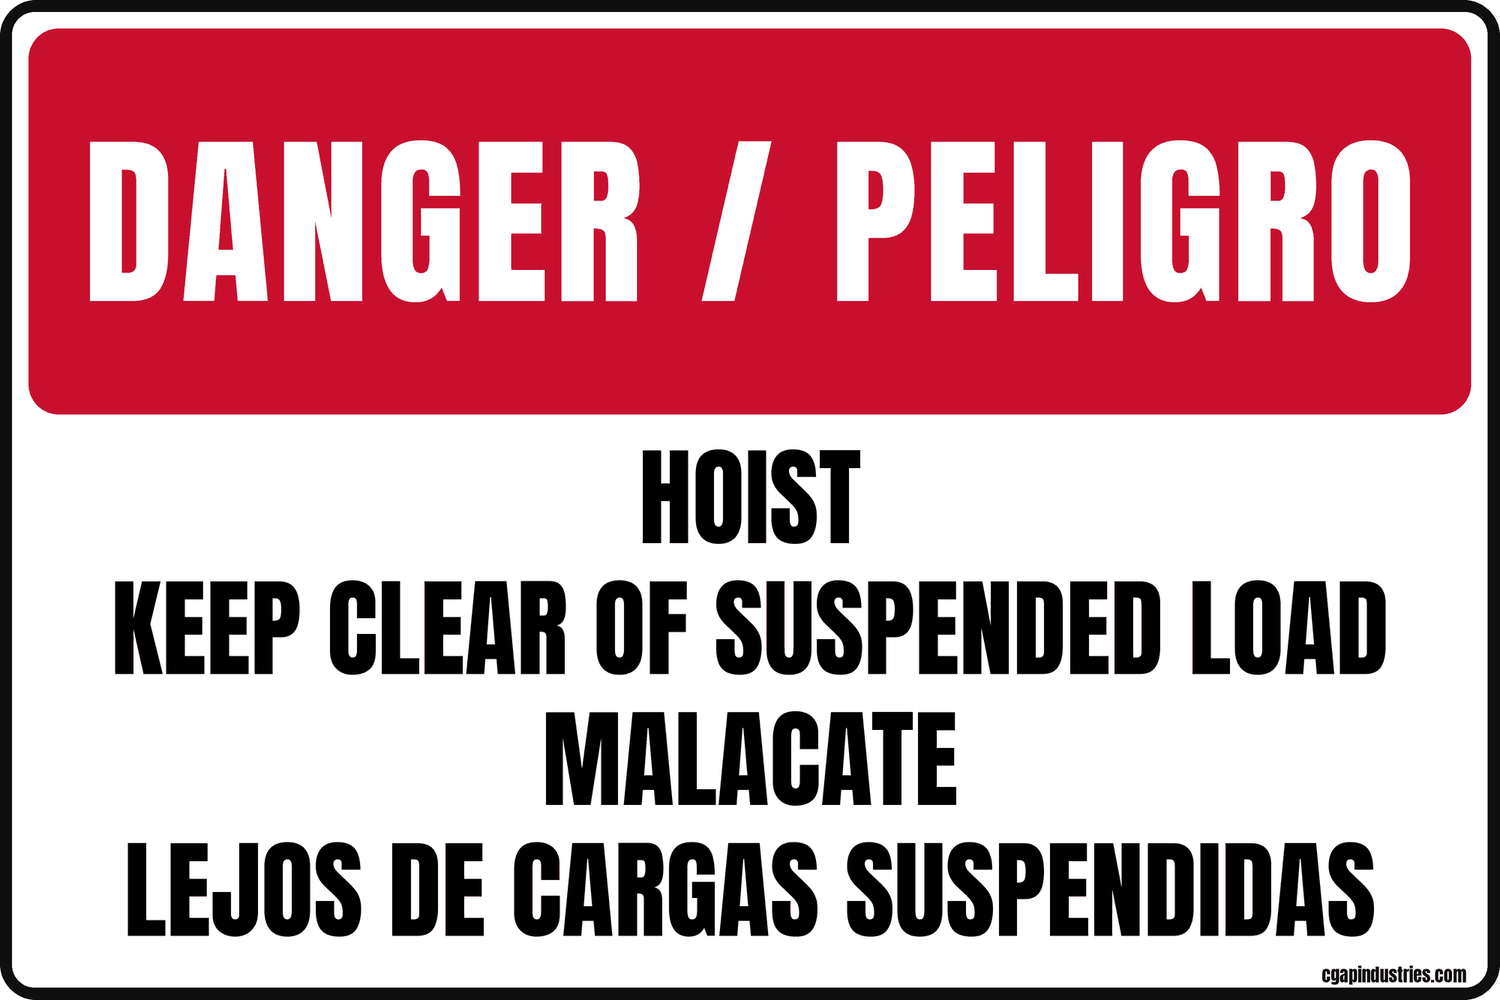 DANGER / PELIGRO
HOIST
KEEP CLEAR OF SUSPENDED LOAD
MALACATE
LEJOS DE CARGAS SUSPENDIDAS
cgapindustries.com